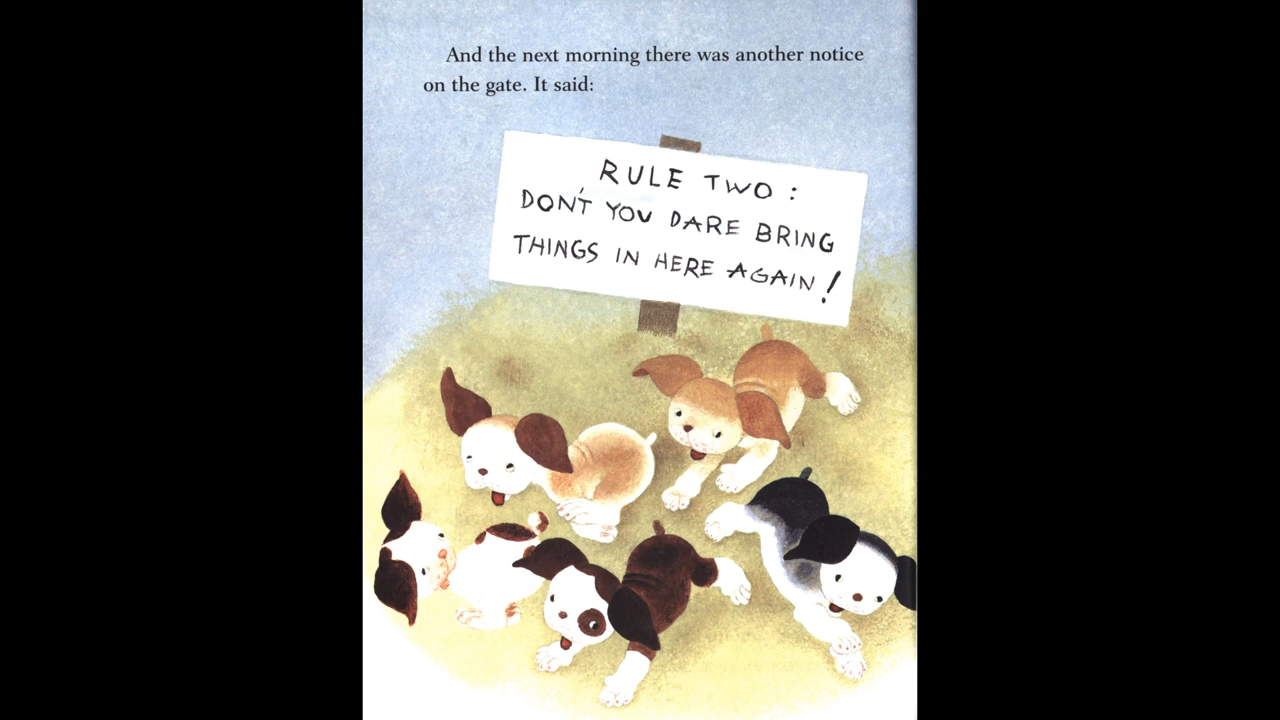 And the next morning there was another notice
on the gate. It said:
RULE TWO:
DON'T YOU DARE BRING
THINGS IN HERE AGAIN!